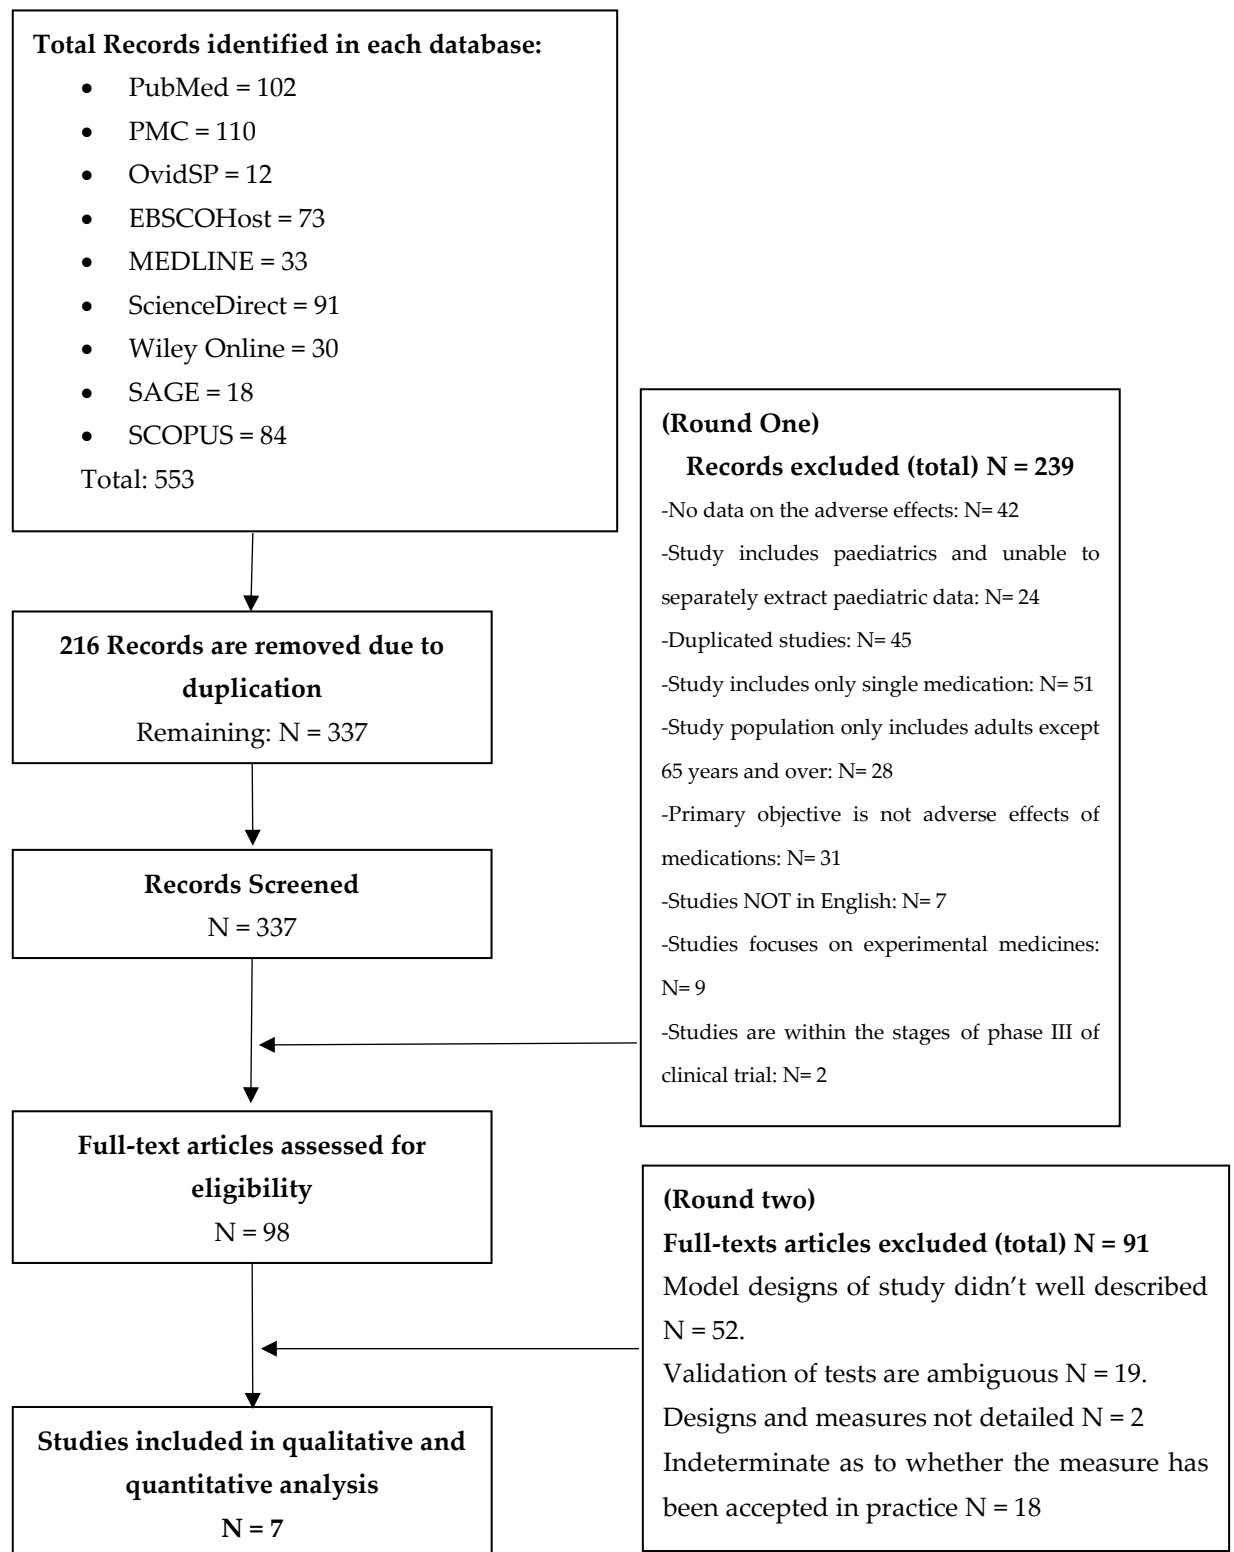 Total Records identified in each database:
• PubMed = 102
• PMC = 110
• OvidSP = 12
• EBSCOHost = 73
• MEDLINE = 33
• ScienceDirect = 91
• Wiley Online = 30
• SAGE = 18
• SCOPUS = 84
Total: 553
216 Records are removed due to
duplication
Remaining: N = 337
Records Screened
N = 337
(Round One)
Records excluded (total) N = 239
-No data on the adverse effects: N= 42
-Study includes paediatrics and unable to
separately extract paediatric data: N= 24
-Duplicated studies: N= 45
-Study includes only single medication: N= 51
-Study population only includes adults except
65 years and over: N= 28
-Primary objective is not adverse effects of
medications: N= 31
-Studies NOT in English: N= 7
-Studies focuses on experimental medicines:
N= 9
-Studies are within the stages of phase III of
clinical trial: N= 2
Full-text articles assessed for
eligibility
N = 98
(Round two)
Full-texts articles excluded (total) N = 91
Model designs of study didn’t well described
N = 52.
Validation of tests are ambiguous N = 19.
Designs and measures not detailed N = 2
Indeterminate as to whether the measure has
been accepted in practice N = 18
Studies included in qualitative and
quantitative analysis
N = 7